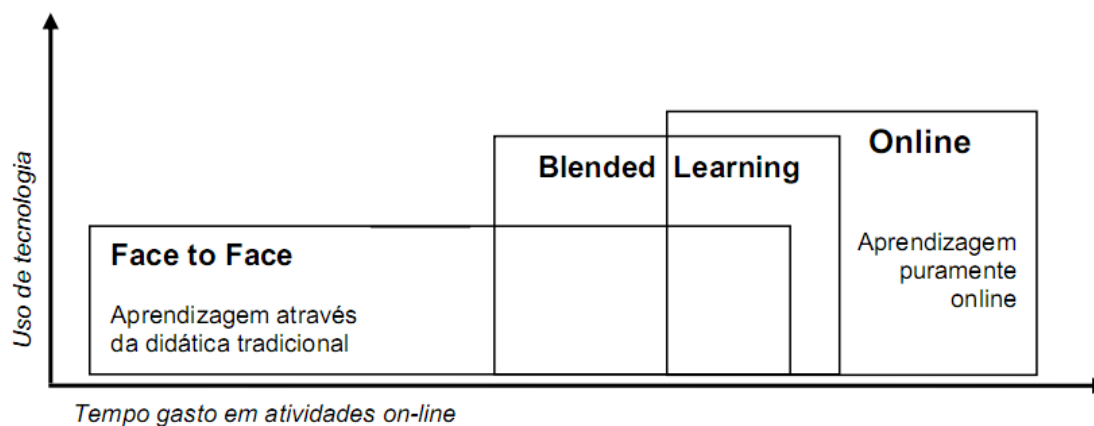 Uso de tecnologia
Online
Blended Learning
Aprendizagem
puramente
online
Face to Face
Aprendizagem através
da didática tradicional
Tempo gasto em atividades on-line